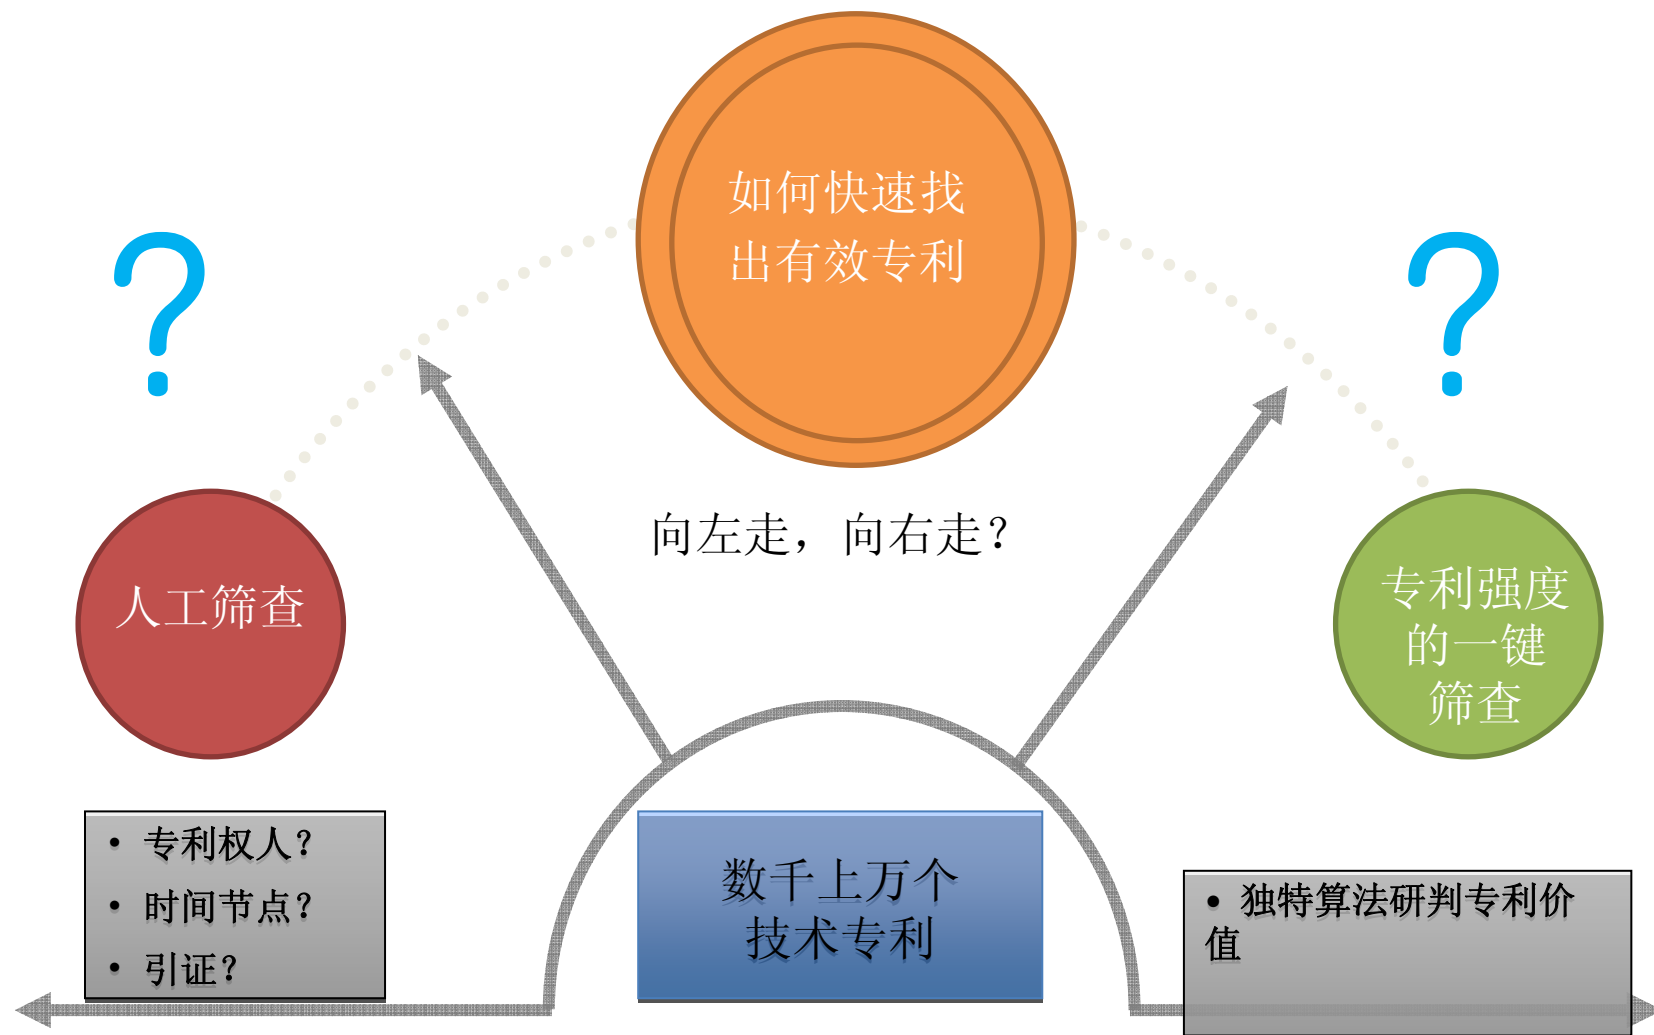 如何快速找
出有效专利
?
?
向左走，向右走？
人工筛查
专利强度
的一键
筛查
• 专利权人？
• 时间节点？
• 引证？
数千上万个
技术专利
• 独特算法研判专利价
值